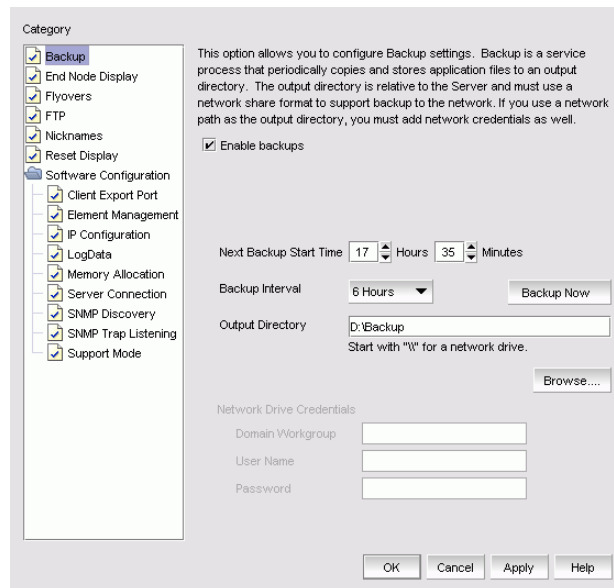 Category
Backup
End Node Display
Flyovers
FTP
Nicknames
Reset Display
Software Configuration
Client Export Port
Element Management
IP Configuration
LogData
Memory Allocation
Server Connection
SNMP Discovery
SNMP Trap Listening
Support Mode
This option allows you to configure Backup settings. Backup is a service
process that periodically copies and stores application files to an output
directory. The output directory is relative to the Server and must use a
network share format to support backup to the network. If you use a network
path as the output directory, you must add network credentials as well.
Enable backups
Next Backup Start Time 17 Hours 35 Minutes
Backup Interval 6 Hours Backup Now
Output Directory D:\Backup
Start with "\\" for a network drive.
Browse....
Network Drive Credentials
Domain Workgroup
User Name
Password
OK Cancel Apply Help